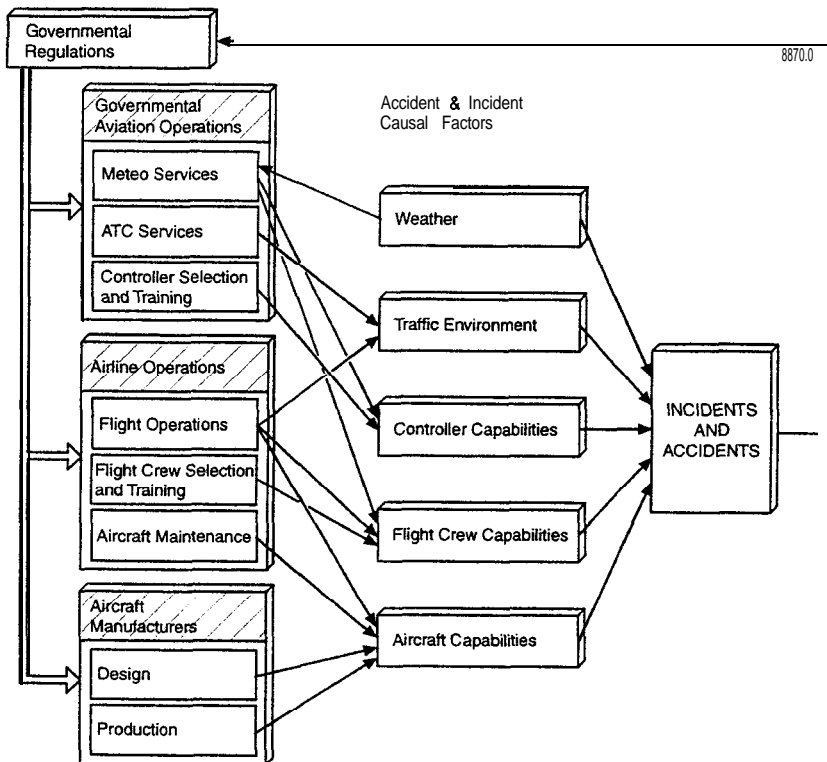 Governmental
Regulations
8870.0
Accident & Incident
Causal Factors
Governmental
Aviation Operations
Meteo Services
ATC Services
Controller Selection
and Training
Airline Operations
Flight Operations
Flight Crew Selection
and Training
Aircraft Maintenance
Aircraft
Manufacturers
Design
Production
Weather
Traffic Environment
Controller Capabilities
Flight Crew Capabilities
Aircraft Capabilities
INCIDENTS
AND
ACCIDENTS